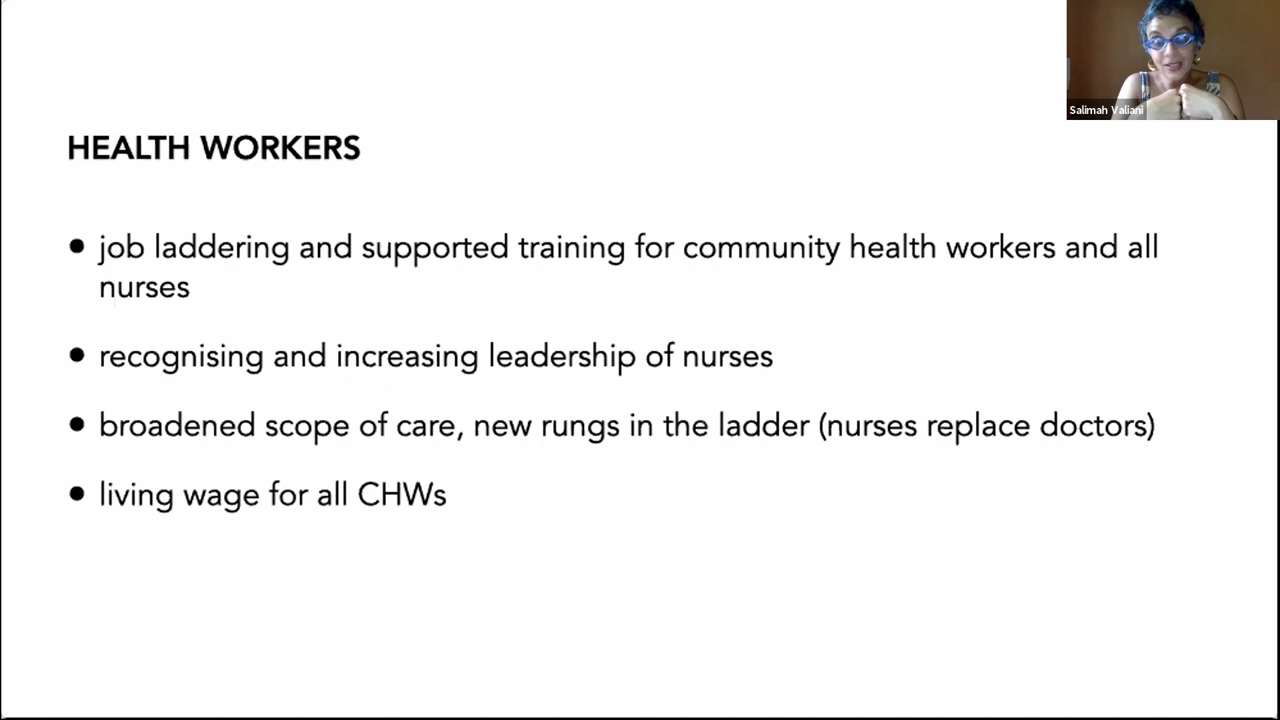 Salimah Valiani
HEALTH WORKERS
• job laddering and supported training for community health workers and all
nurses
• recognising and increasing leadership of nurses
• broadened scope of care, new rungs in the ladder (nurses replace doctors)
• living wage for all CHWs